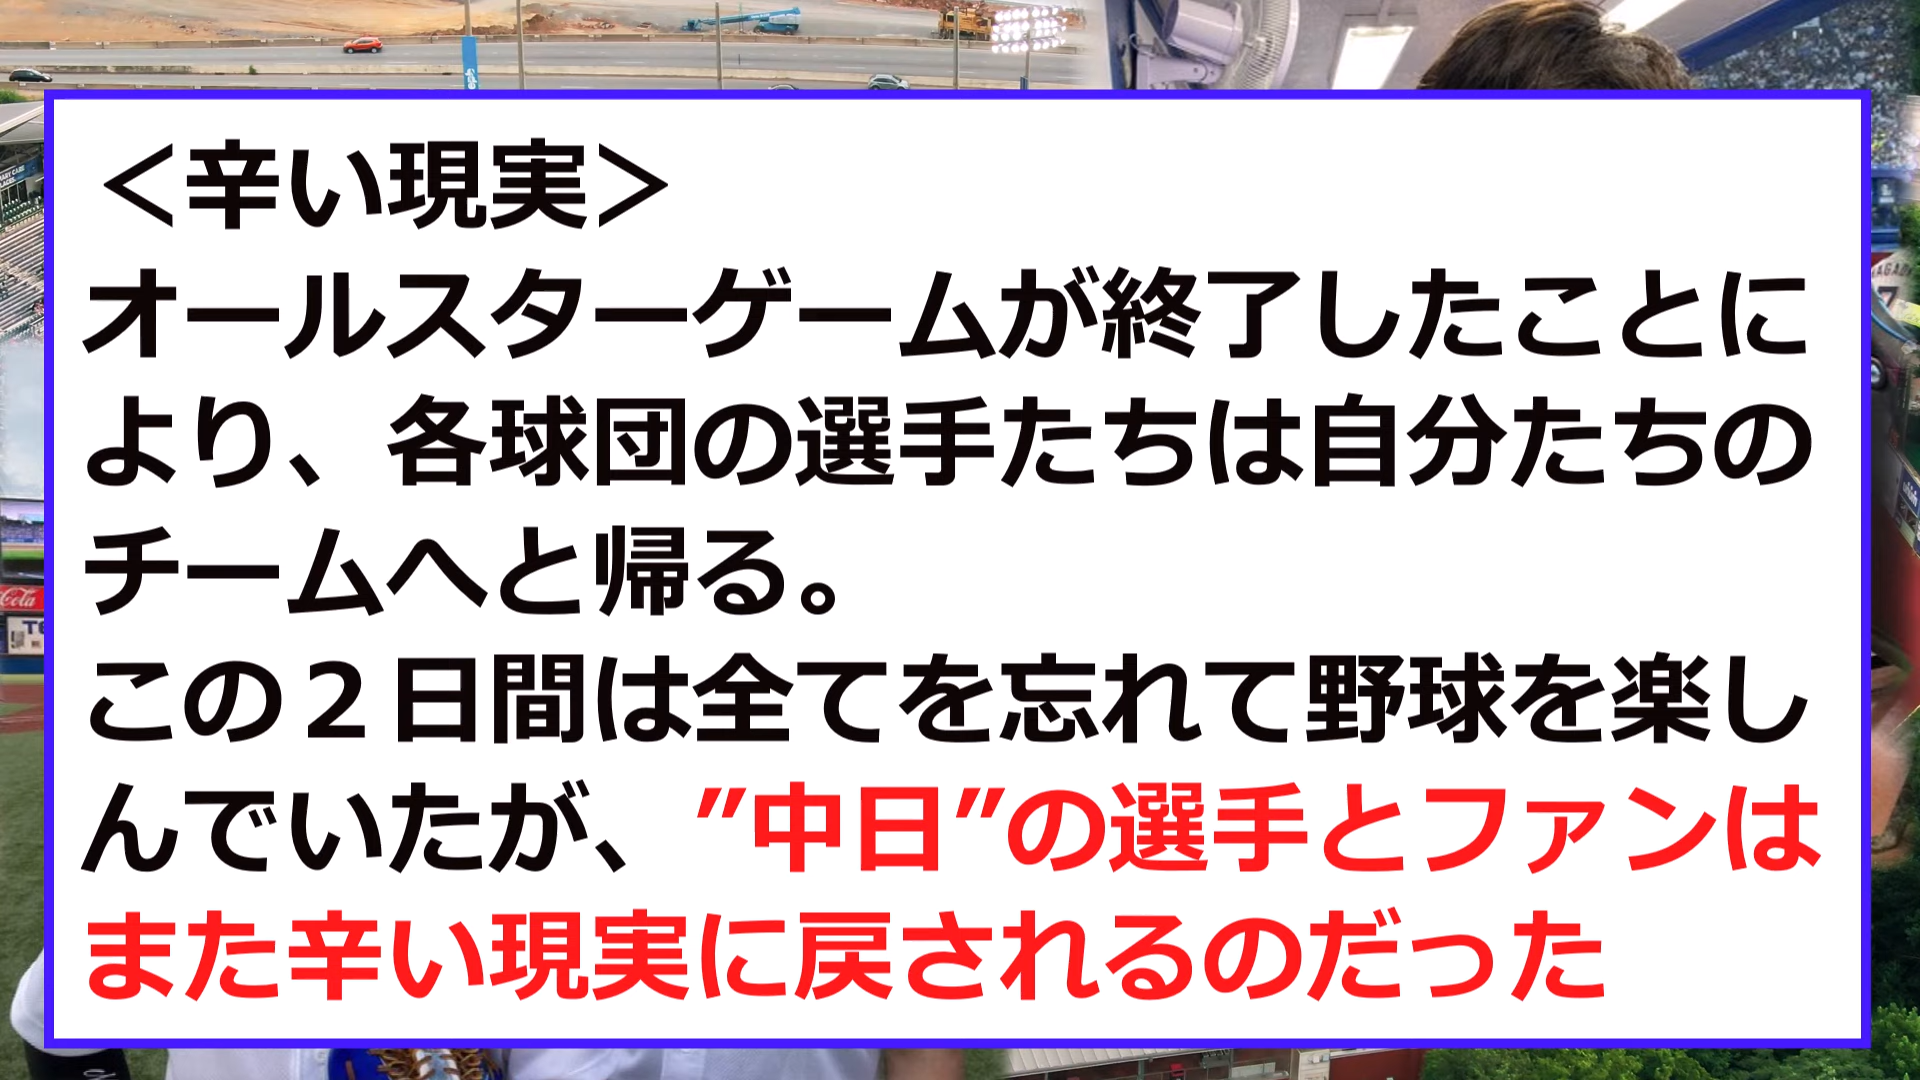 ＜辛い現実＞
オールスターゲームが終了したことに
より、各球団の選手たちは自分たちの
チームへと帰る。
この２日間は全てを忘れて野球を楽し
んでいたが、”中日”の選手とファンは
また辛い現実に戻されるのだった
Cola